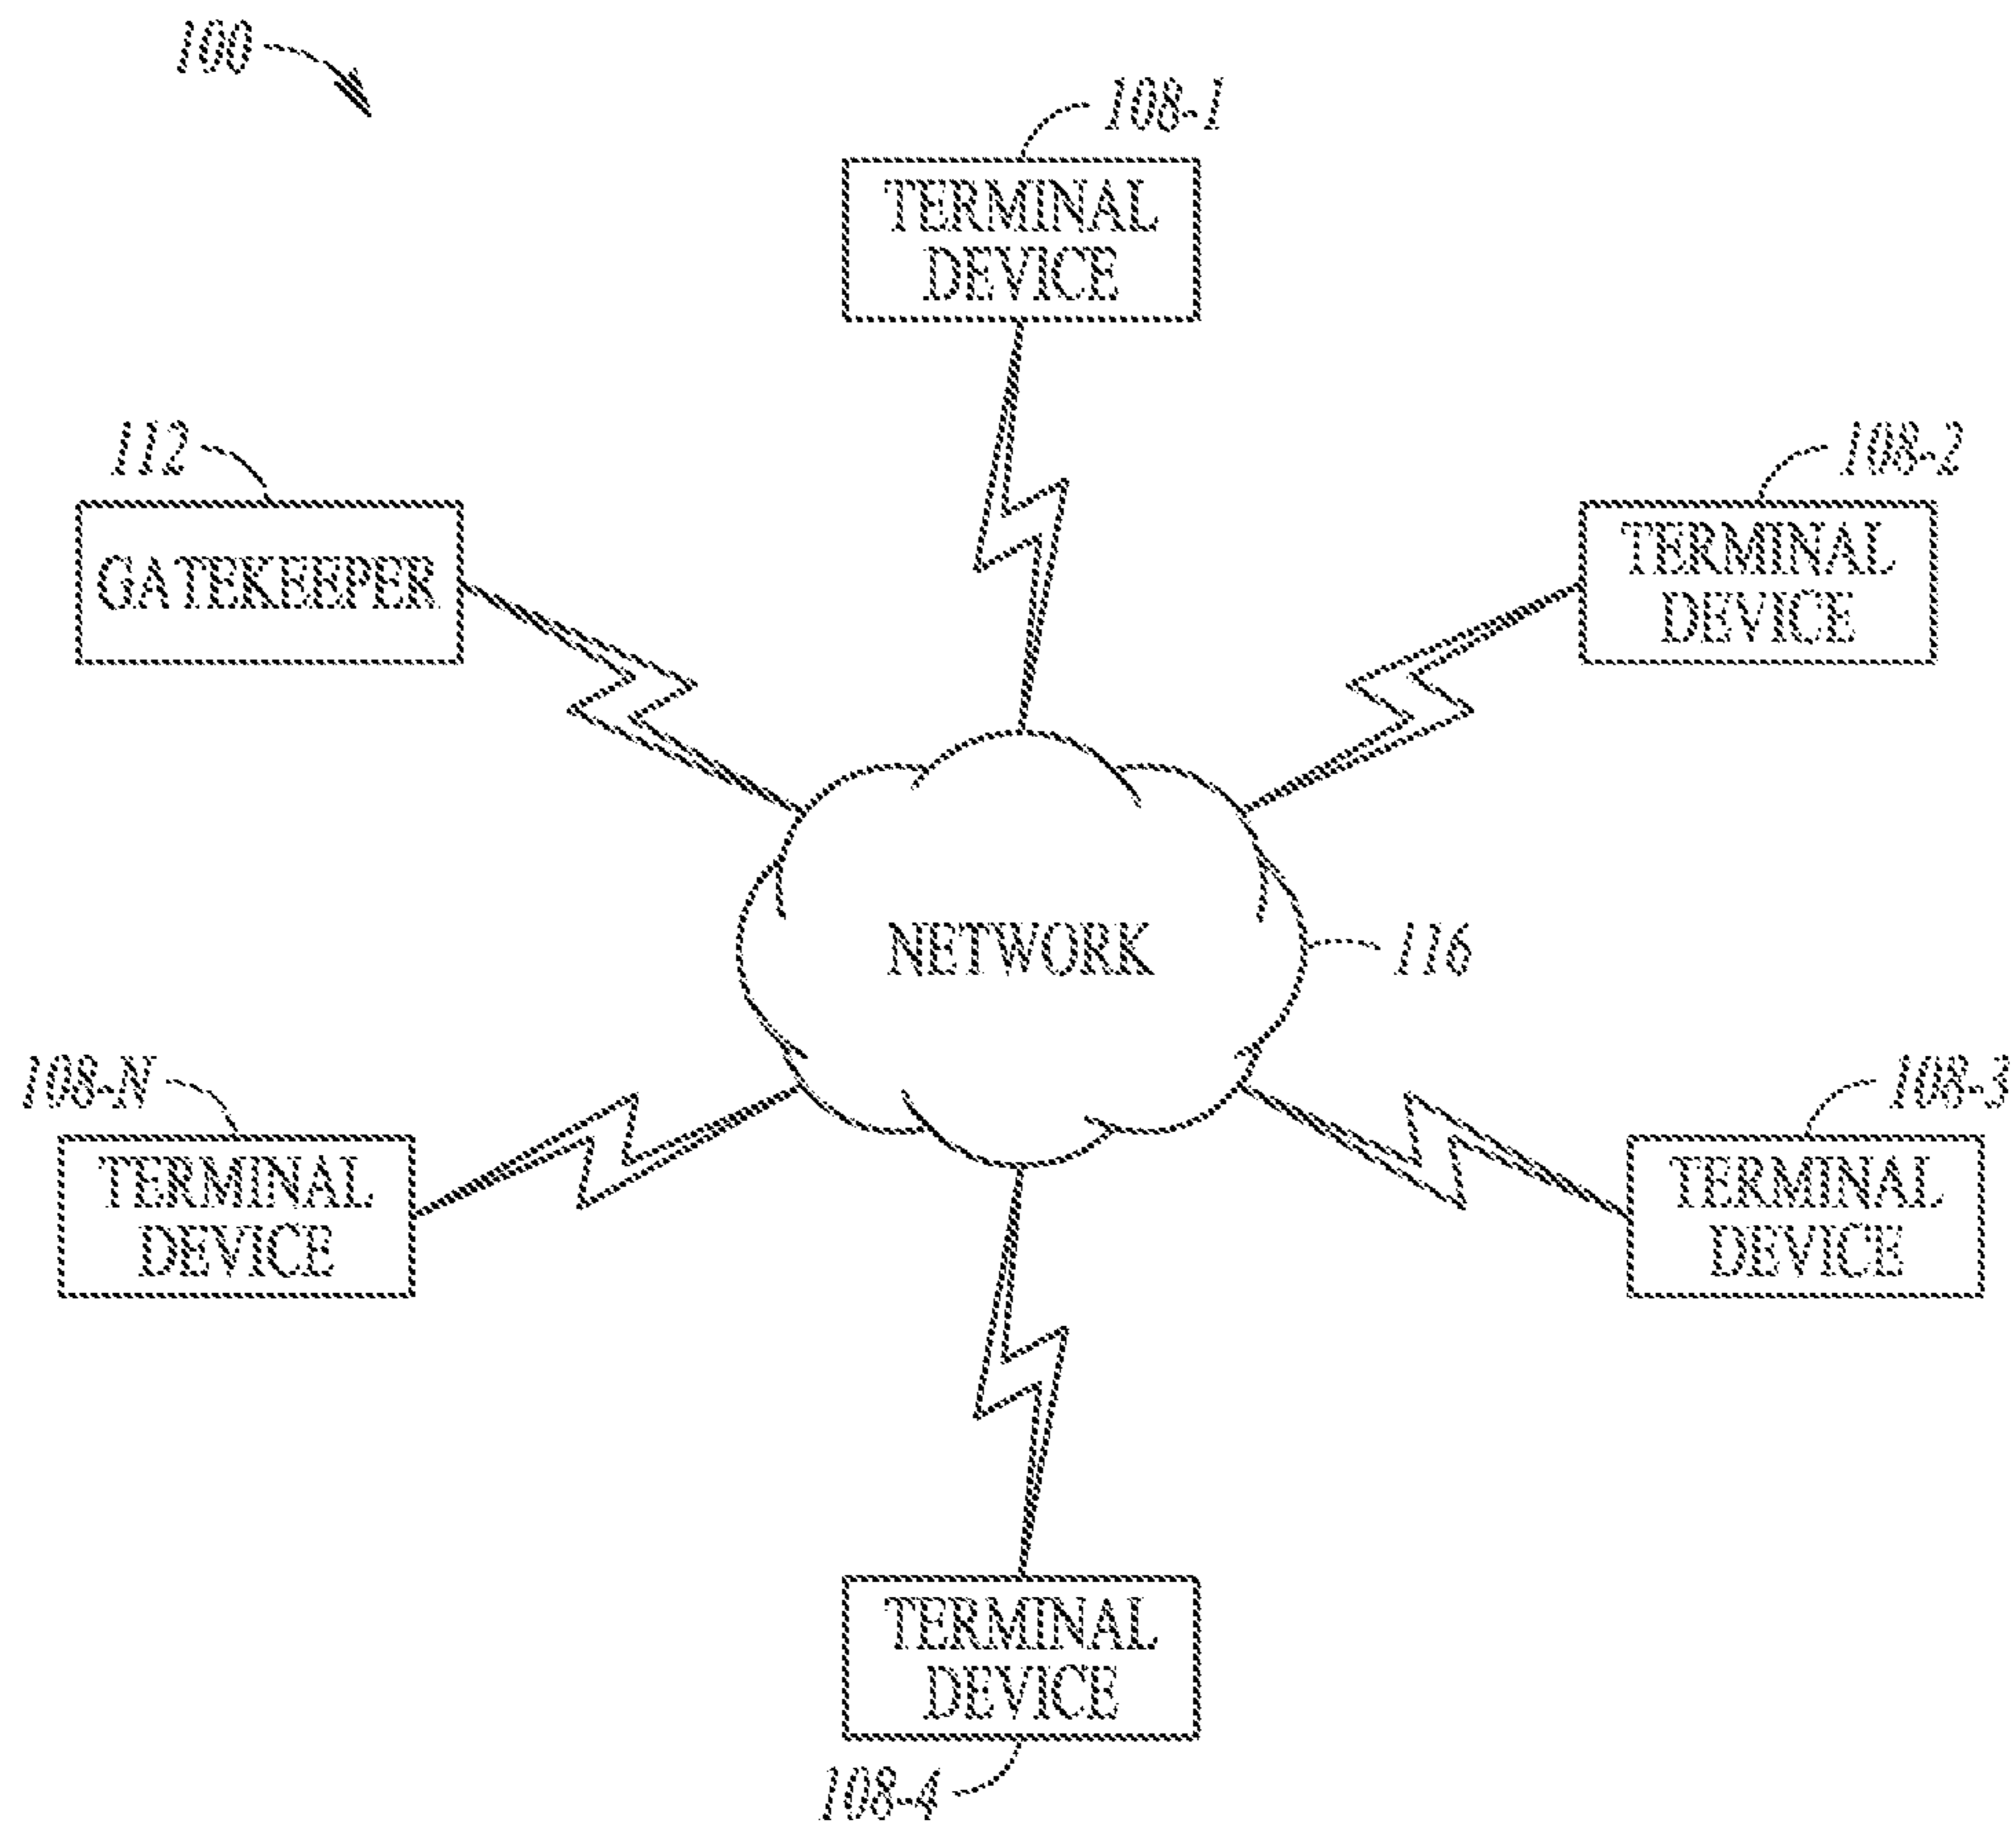 100
108-1
TERMINAL
DEVICE
112
GATEKEEPER
108-2
TERMINAL
DEVICE
NETWORK
116
108-N
TERMINAL
DEVICE
108-3
TERMINAL
DEVICE
TERMINAL
DEVICE
108-4